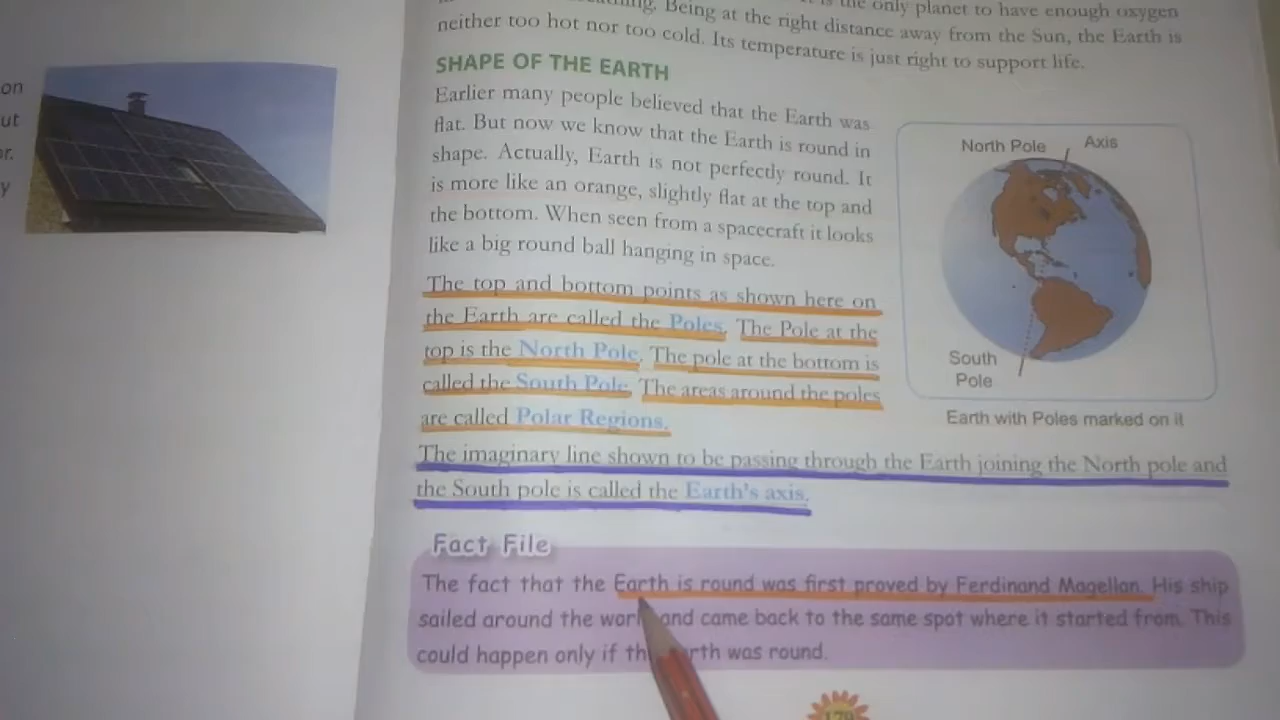 on
ut
r.
y
is the only planet to have enough oxygen
Being at the right distance away from the Sun, the Earth is
neither too hot nor too cold. Its temperature is just right to support life.
SHAPE OF THE EARTH
Earlier many people believed that the Earth was
flat. But now we know that the Earth is round in
shape. Actually, Earth is not perfectly round. It
is more like an orange, slightly flat at the top and
the bottom. When seen from a spacecraft it looks
like a big round ball hanging in space.
The top and bottom points as shown here on
the Earth are called the Poles. The Pole at the
top is the North Pole. The pole at the bottom is
called the South Pole. The areas around the poles
are called Polar Regions.
North Pole
Axis
South
Pole
Earth with Poles marked on it
The imaginary line shown to be passing through the Earth joining the North pole and
the South pole is called the Earth's axis.
Fact File
The fact that the Earth is round was first proved by Ferdinand Magellan. His ship
sailed around the and came back to the same spot where it started from. This
could happen only if was round.